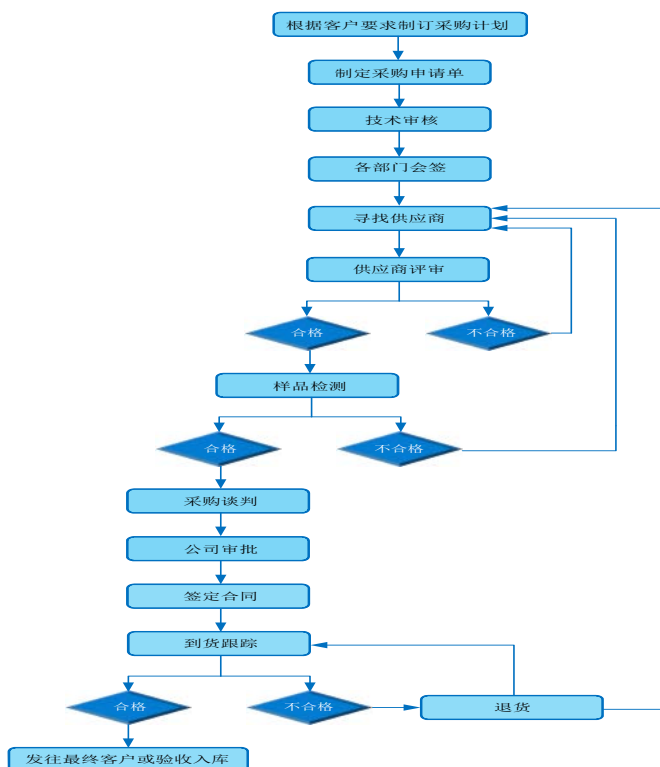 根据客户要求制订采购计划
制定采购申请单
技术审核
各部门会签
寻找供应商
供应商评审
合格
不合格
样品检测
合格
不合格
采购谈判
公司审批
签定合同
到货跟踪
合格
不合格
退货
发往最终客户或验收入库